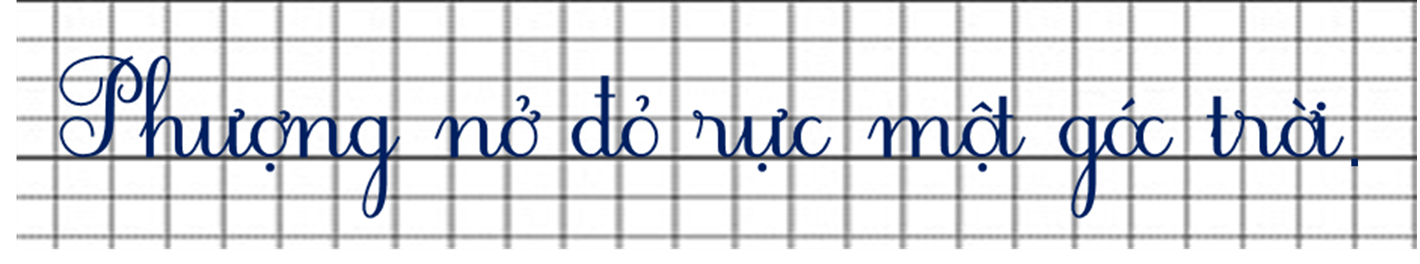 Phượng nở đỏ rực một góc trời.